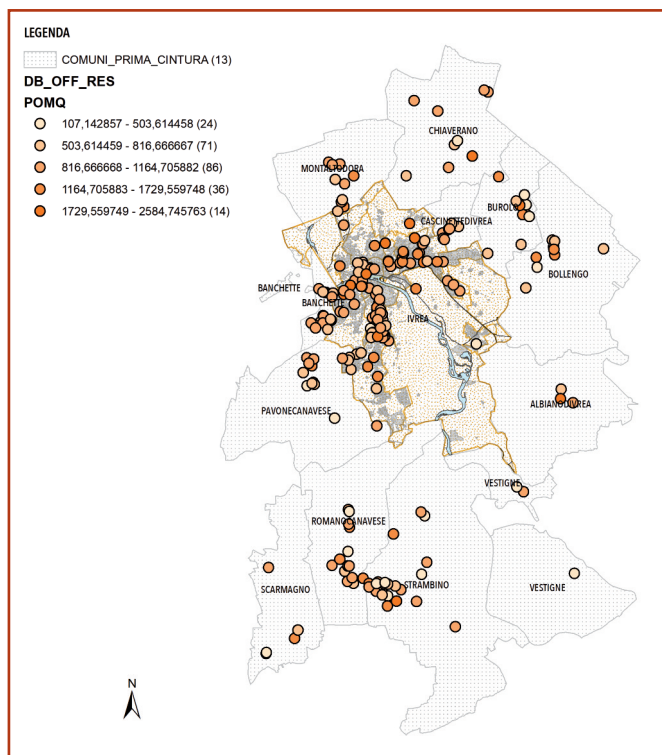 LEGENDA
COMUNI_PRIMA_CINTURA (13)
DB_OFF_RES
POMQ
107,142857 - 503,614458 (24)
503,614459 - 816,666667 (71)
816,666668 - 1164,705882 (86)
1164,705883 - 1729,559748 (36)
1729,559749 - 2584,745763 (14)
CHIAVERANO
MONTALTODORA
BUROLO
CASCINETTEDIVREA
BOLLENGO
BANCHETTE
BANCHETTE
IVREA
ALBIANODIVREA
PAVONECANAVESE
VESTIGNE
ROMANOCANAVESE
SCARMAGNO
STRAMBINO
VESTIGNE
N